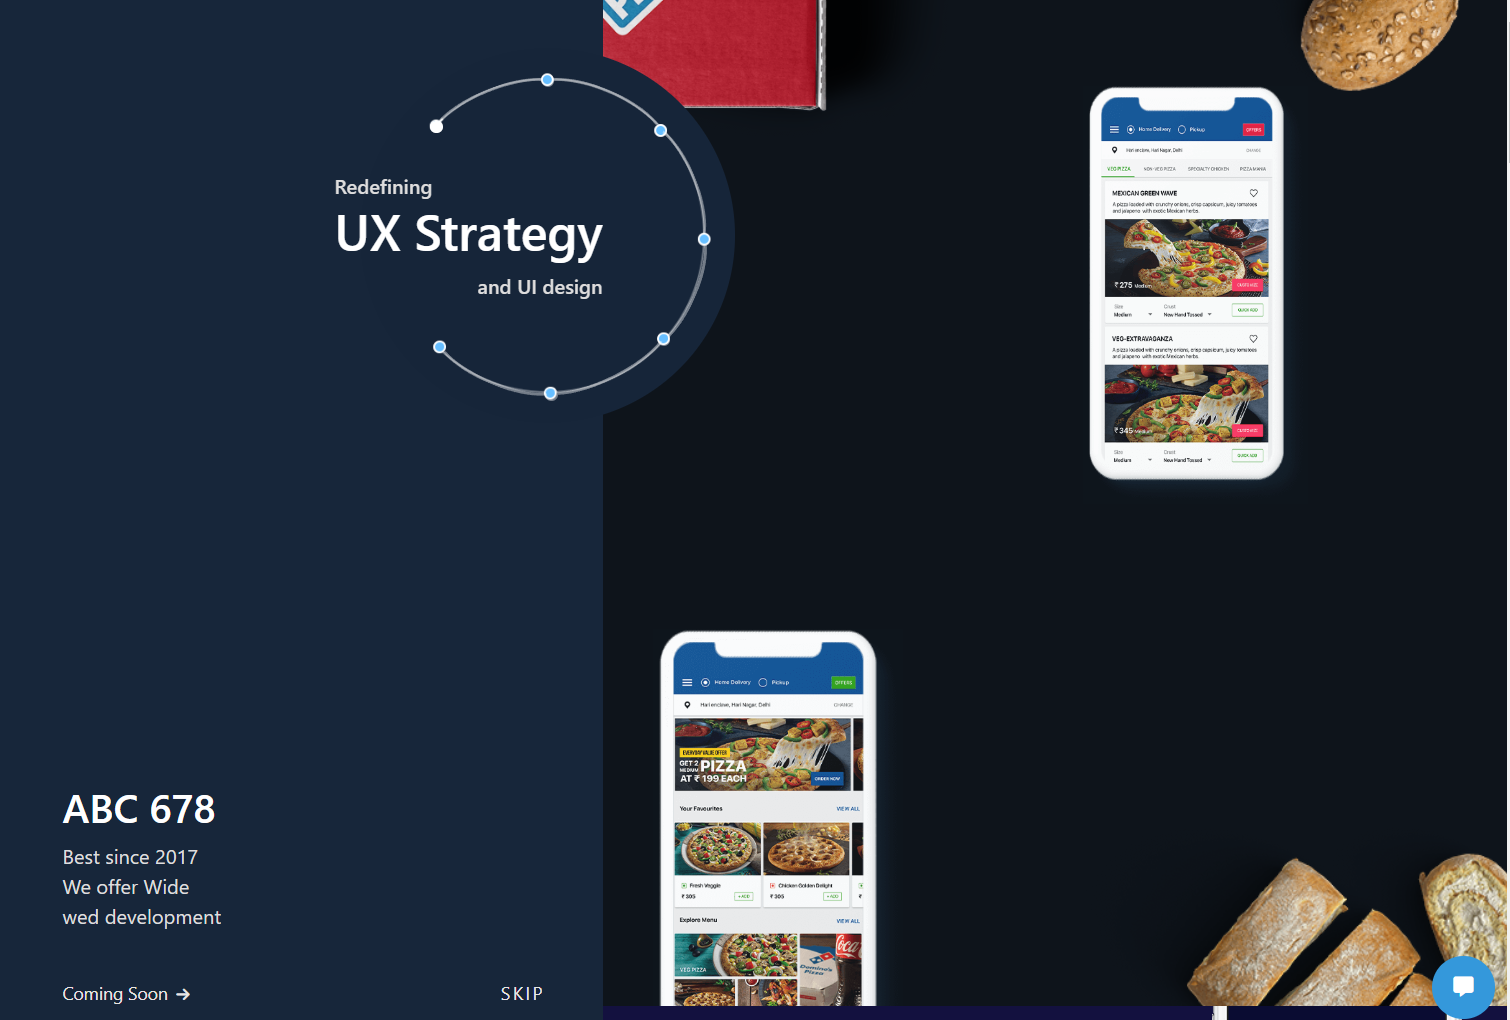 Redefining
UX Strategy
and UI design
ABC 678
Best since 2017
We offer Wide
wed development
Coming Soon
SKIP
Home Delivery
Pickup
OFFERS
Hari enclave, Hari Nagar, Delhi
CHANGE
VEG PIZZA
NON-VEG PIZZA
SPECIALTY CHICKEN
PIZZA MANIA
MEXICAN GREEN WAVE
A pizza loaded with crunchy onions, crisp capsicum, juicy tomatoes
and jalapeno with exotic Mexican herbs.
₹ 275 Medium
CUSTOMIZE
Size
Crust
Medium
New Hand Tossed
QUICK ADD
VEG-EXTRAVAGANZA
A pizza loaded with crunchy onions, crisp capsicum, juicy tomatoes
and jalapeno with exotic Mexican herbs.
₹ 345 Medium
CUSTOMIZE
Size
Crust
Medium
New Hand Tossed
QUICK ADD
Home Delivery
Pickup
OFFERS
Hari enclave, Hari Nagar, Delhi
CHANGE
EVERYDAY VALUE OFFER
GET 2
MEDIUM PIZZA
AT ₹ 199 EACH
ORDER NOW
Your Favourites
VIEW ALL
Fresh Veggie
Chicken Golden Delight
₹ 305
+ ADD
₹ 305
+ ADD
₹
Explore Menu
VIEW ALL
VEG PIZZA
Domino's
Pizza